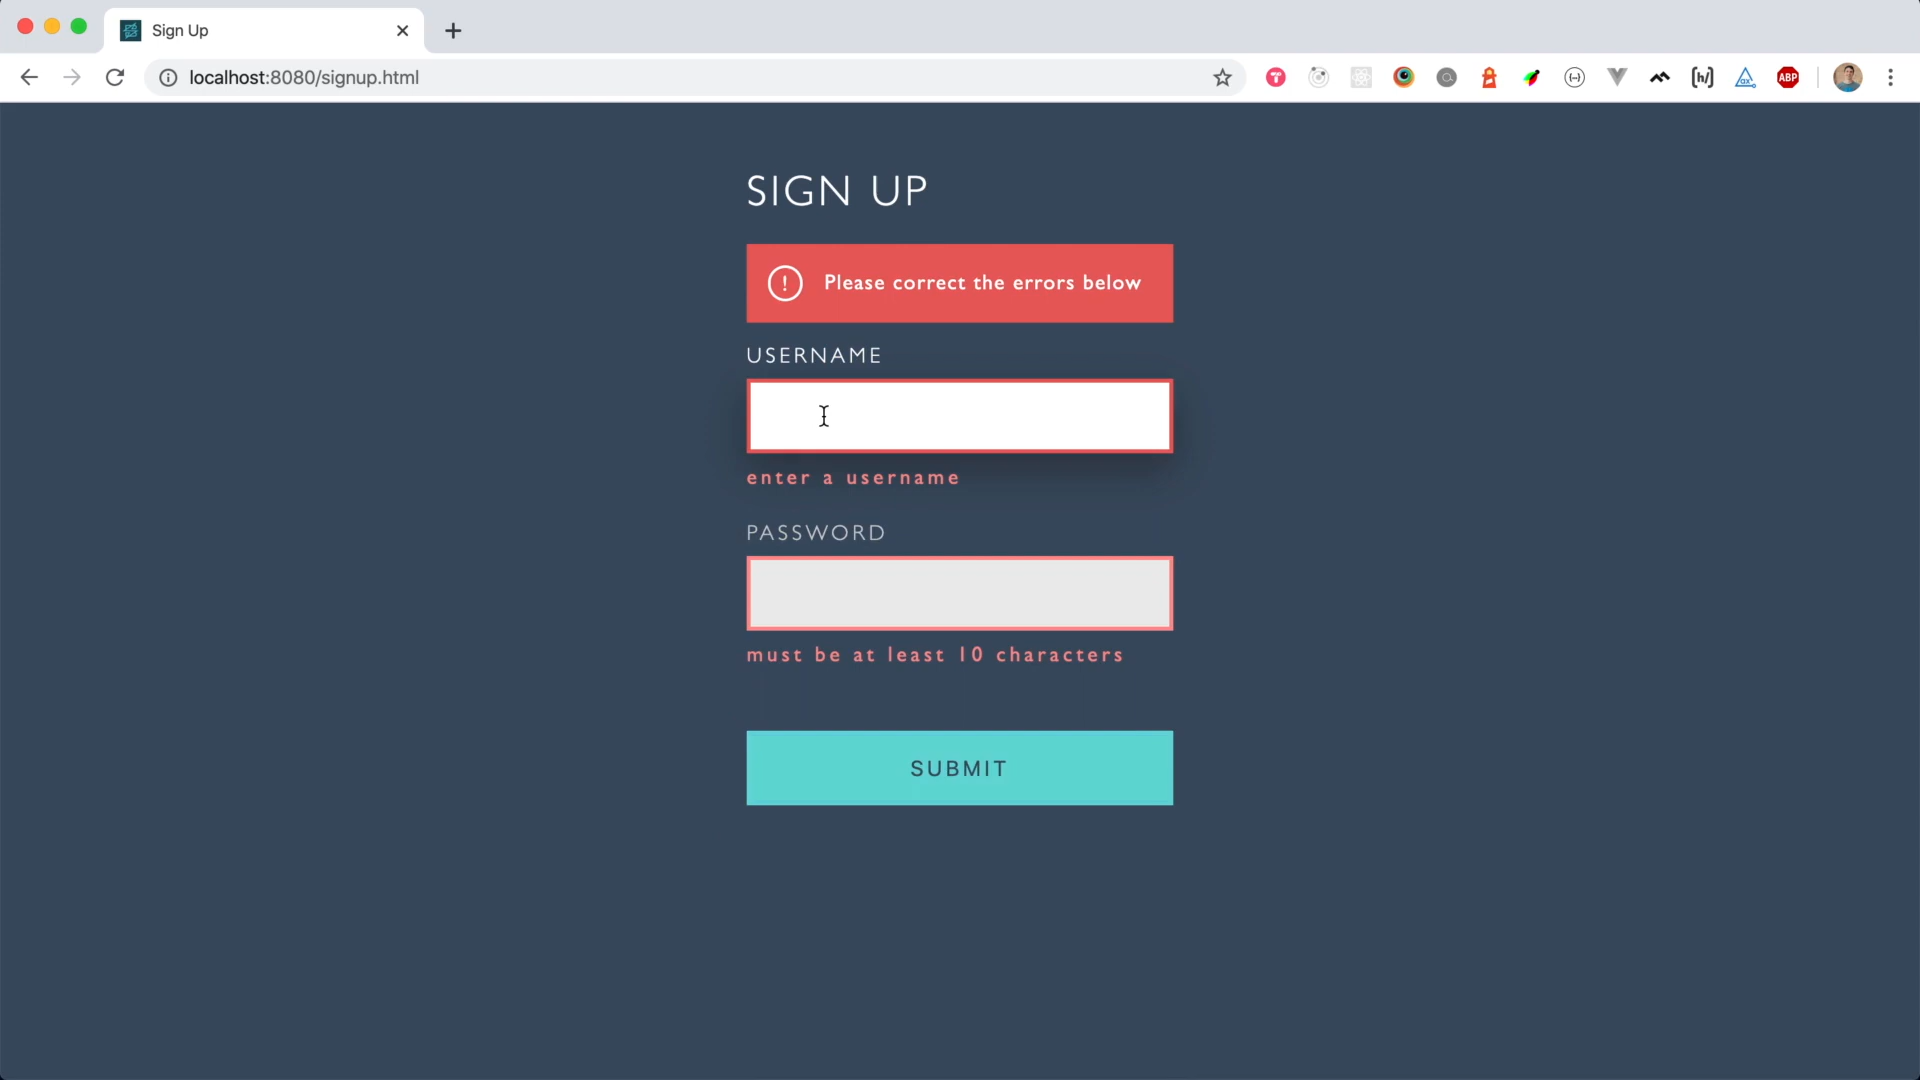 Sign Up
localhost:8080/signup.html
ABP
SIGN UP
! Please correct the errors below
USERNAME
enter a username
PASSWORD
must be at least 10 characters
SUBMIT